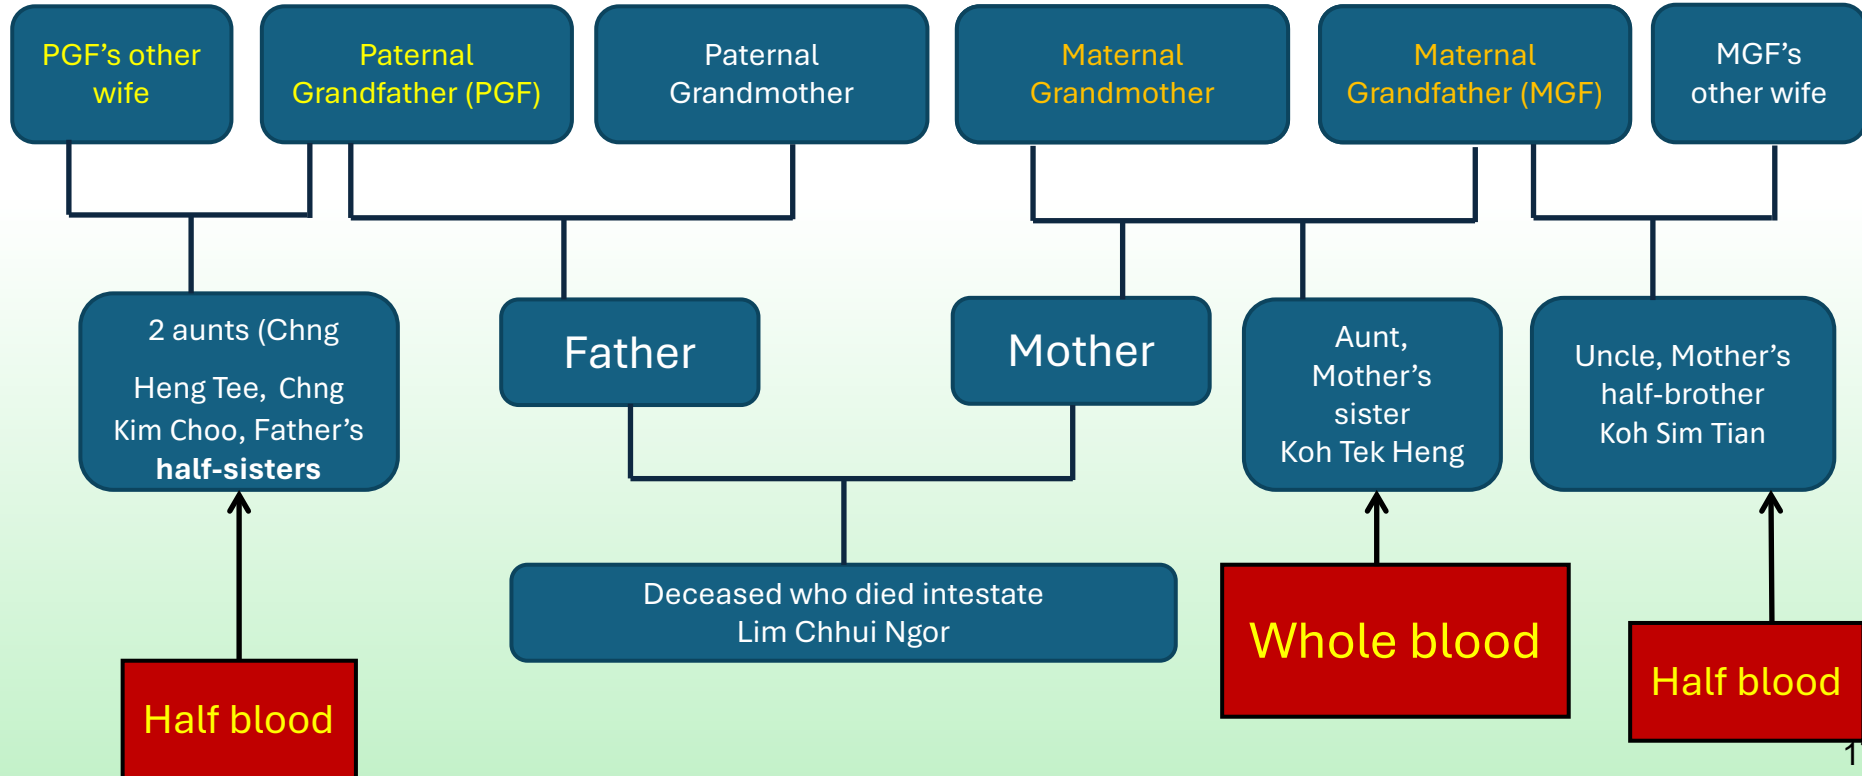 PGF’s other
wife
Paternal
Grandfather (PGF)
Paternal
Grandmother
Maternal
Grandmother
Maternal
Grandfather (MGF)
MGF’s
other wife
2 aunts (Chng
Heng Tee, Chng
Kim Choo, Father’s
half-sisters
Father
Mother
Aunt,
Mother’s
sister
Koh Tek Heng
Uncle, Mother’s
half-brother
Koh Sim Tian
Deceased who died intestate
Lim Chhui Ngor
Half blood
Whole blood
Half blood